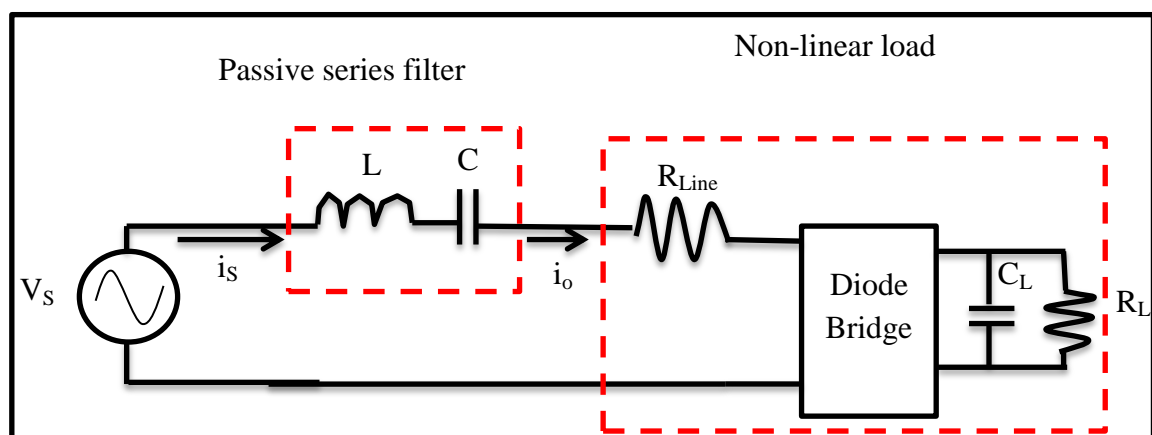 Non-linear load
Passive series filter
L
C
R_Line
i_S
i_o
V_S
Diode
Bridge
C_L
R_L